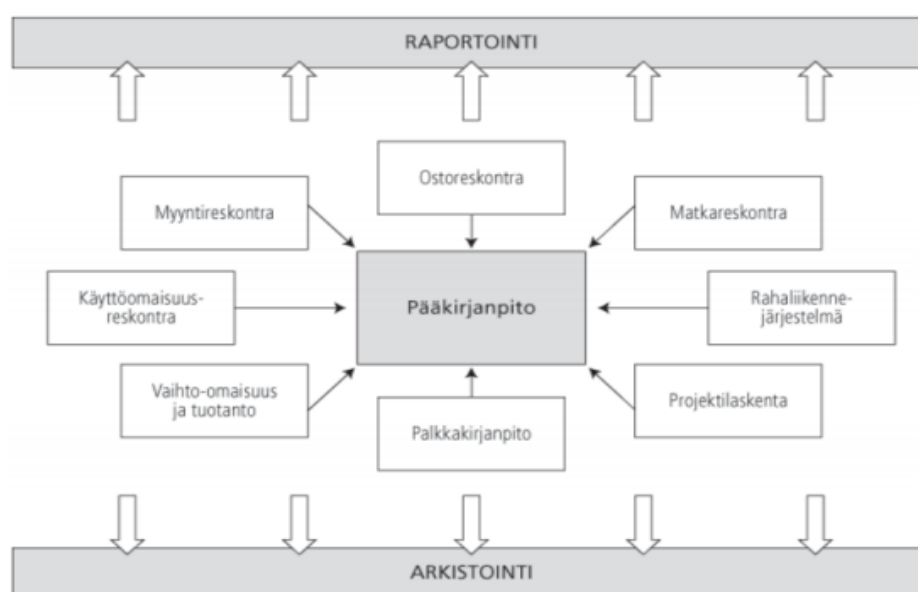 RAPORTOINTI
Ostoreskontra
Myyntireskontra
Matkareskontra
Käyttöomaisuus-
reskontra
Pääkirjanpito
Rahaliikenne-
järjestelmä
Vaihto-omaisuus
ja tuotanto
Palkkakirjanpito
Projektilaskenta
ARKISTOINTI